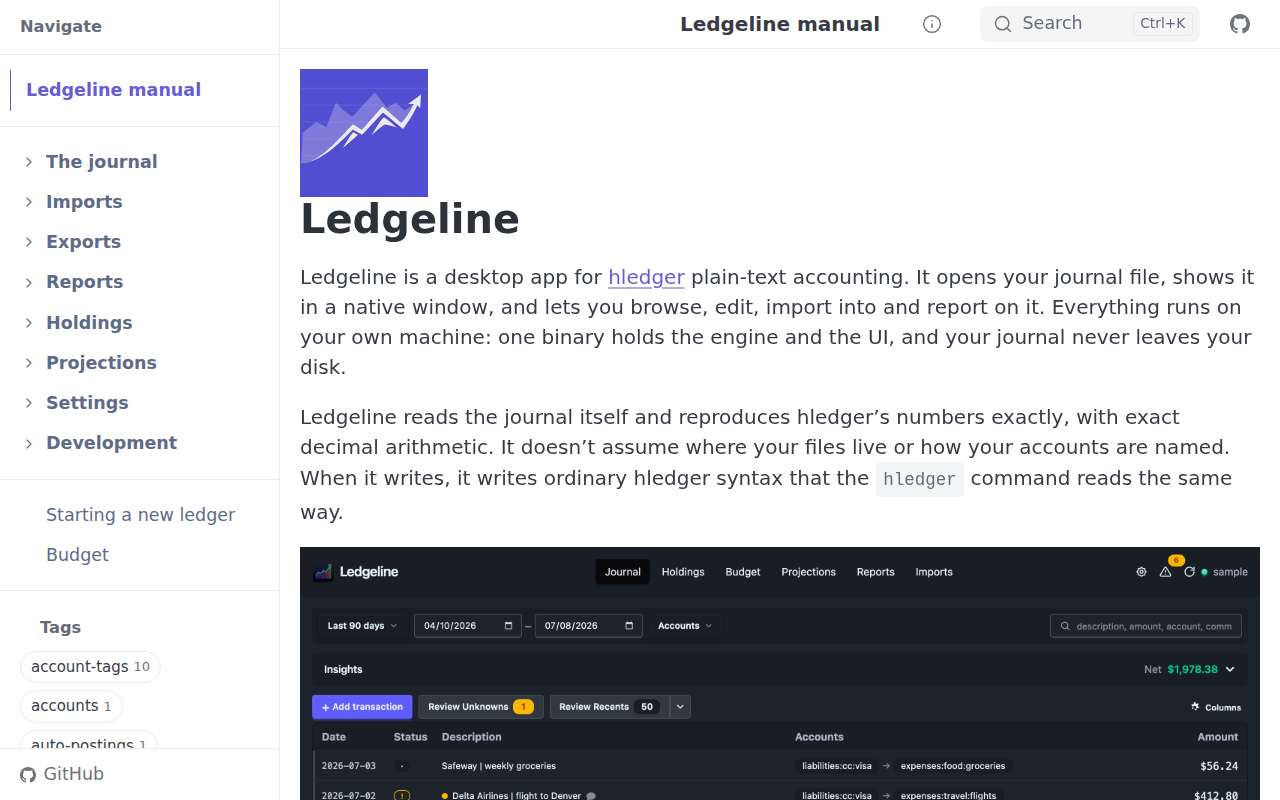 Navigate
Ledgeline manual
The journal
Imports
Exports
Reports
Holdings
Projections
Settings
Development
Starting a new ledger
Budget
Tags
account-tags 10
accounts 1
auto-postings 1
GitHub
Ledgeline manual
Search
Ctrl+K
Ledgeline
Ledgeline is a desktop app for hledger plain-text accounting. It opens your journal file, shows it
in a native window, and lets you browse, edit, import into and report on it. Everything runs on
your own machine: one binary holds the engine and the UI, and your journal never leaves your
disk.
Ledgeline reads the journal itself and reproduces hledger’s numbers exactly, with exact
decimal arithmetic. It doesn’t assume where your files live or how your accounts are named.
When it writes, it writes ordinary hledger syntax that the hledger command reads the same
way.
Ledgeline Journal Holdings Budget Projections Reports Imports 6 sample
Last 90 days 04/10/2026 – 07/08/2026 Accounts description, amount, account, comm
Insights Net $1,978.38
+ Add transaction Review Unknowns 1 Review Recents 50 Columns
Date Status Description Accounts Amount
2026-07-03 · Safeway | weekly groceries liabilities:cc:visa → expenses:food:groceries $56.24
2026-07-02 ! Delta Airlines | flight to Denver liabilities:cc:visa → expenses:travel:flights $412.80